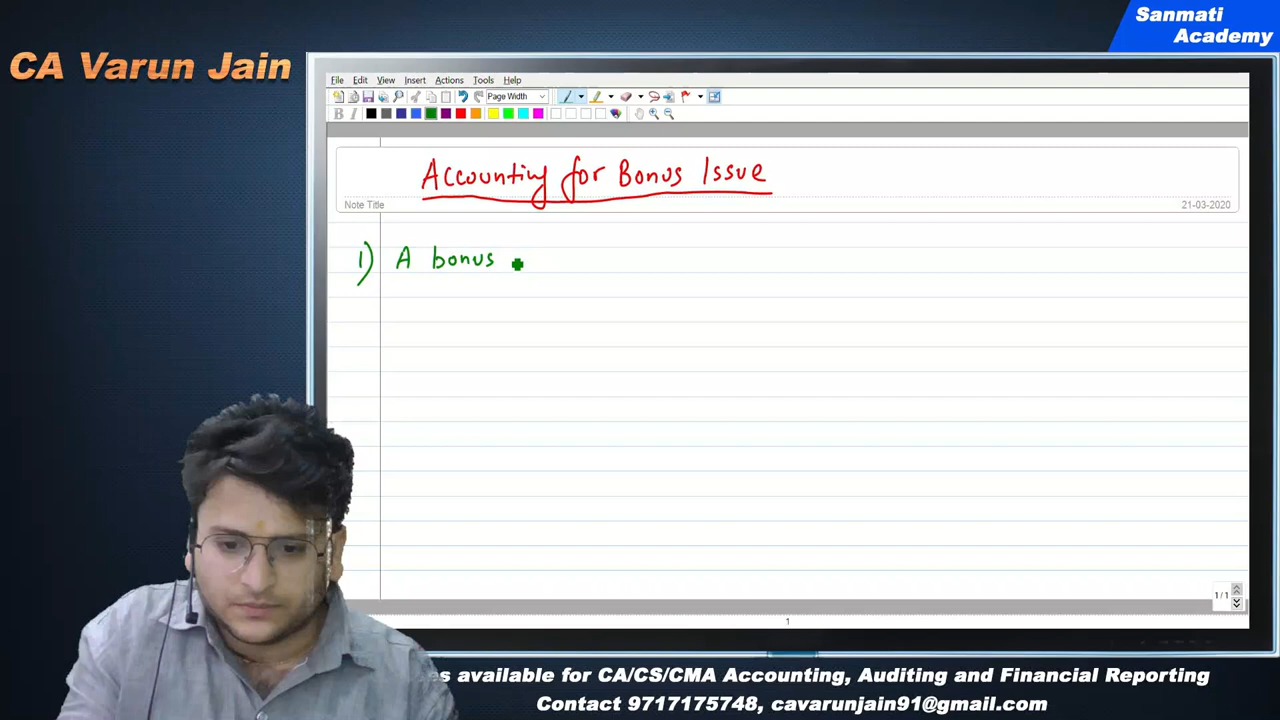 Sanmati
Academy
CA Varun Jain
File Edit View Insert Actions Tools Help
Page Width
B I
Accounting for Bonus Issue
Note Title
21-03-2020
1) A bonus
1/1
1
es available for CA/CS/CMA Accounting, Auditing and Financial Reporting
Contact 9717175748, cavarunjain91@gmail.com